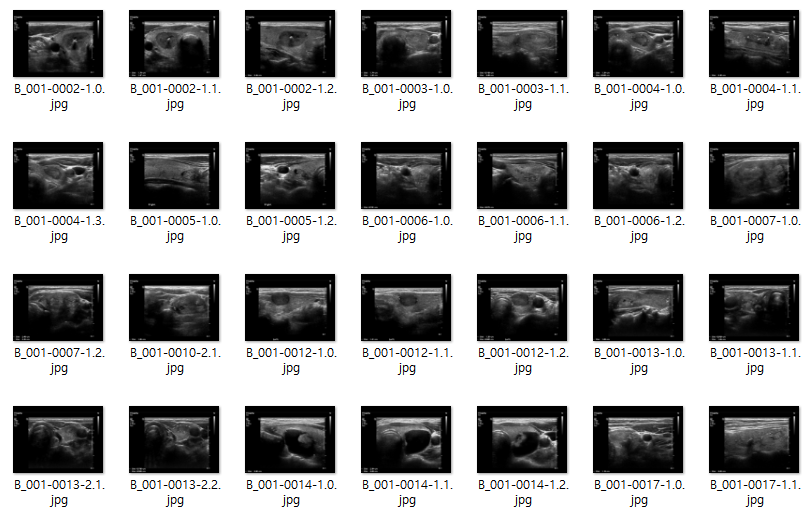 B_001-0002-1.0.
jpg
B_001-0002-1.1.
jpg
B_001-0002-1.2.
jpg
B_001-0003-1.0.
jpg
B_001-0003-1.1.
jpg
B_001-0004-1.0.
jpg
B_001-0004-1.1.
jpg
B_001-0004-1.3.
jpg
B_001-0005-1.0.
jpg
B_001-0005-1.2.
jpg
B_001-0006-1.0.
jpg
B_001-0006-1.1.
jpg
B_001-0006-1.2.
jpg
B_001-0007-1.0.
jpg
B_001-0007-1.2.
jpg
B_001-0010-2.1.
jpg
B_001-0012-1.0.
jpg
B_001-0012-1.1.
jpg
B_001-0012-1.2.
jpg
B_001-0013-1.0.
jpg
B_001-0013-1.1.
jpg
B_001-0013-2.1.
jpg
B_001-0013-2.2.
jpg
B_001-0014-1.0.
jpg
B_001-0014-1.1.
jpg
B_001-0014-1.2.
jpg
B_001-0017-1.0.
jpg
B_001-0017-1.1.
jpg